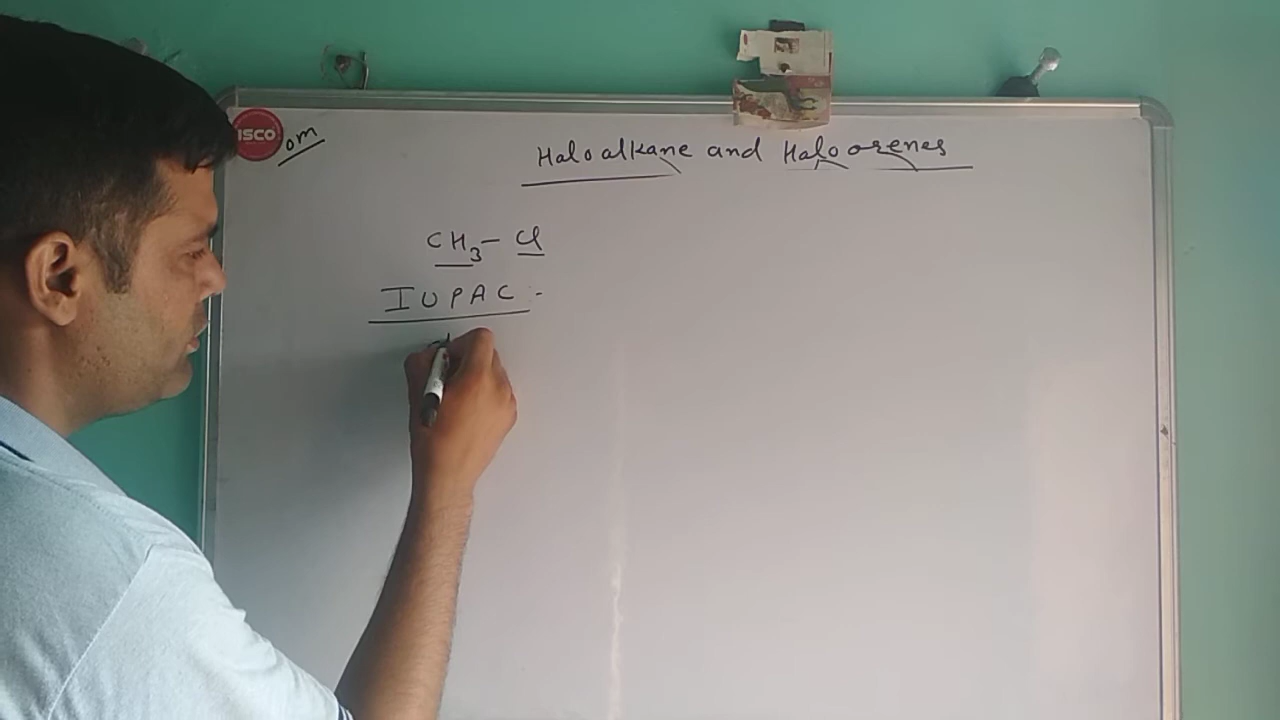 ISCO
om
Haloalkane and Haloarenes
CH3 - Cl
IUPAC :-